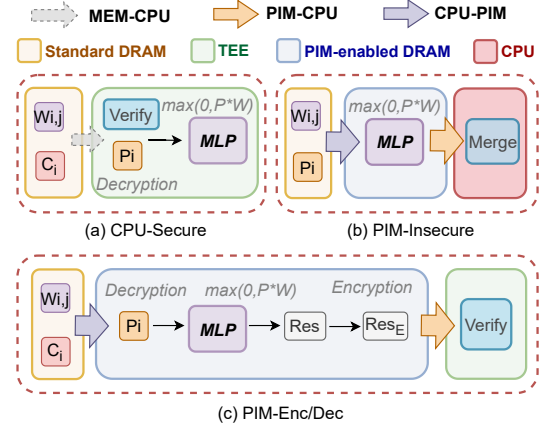 MEM-CPU PIM-CPU CPU-PIM
Standard DRAM TEE PIM-enabled DRAM CPU
Wi,j
Ci
Verify
Pi
Decryption
max(0,P*W)
MLP
(a) CPU-Secure
Wi,j
Pi
max(0,P*W)
MLP
Merge
(b) PIM-Insecure
Wi,j
Ci
Decryption max(0,P*W) Encryption
Pi MLP Res ResE
Verify
(c) PIM-Enc/Dec